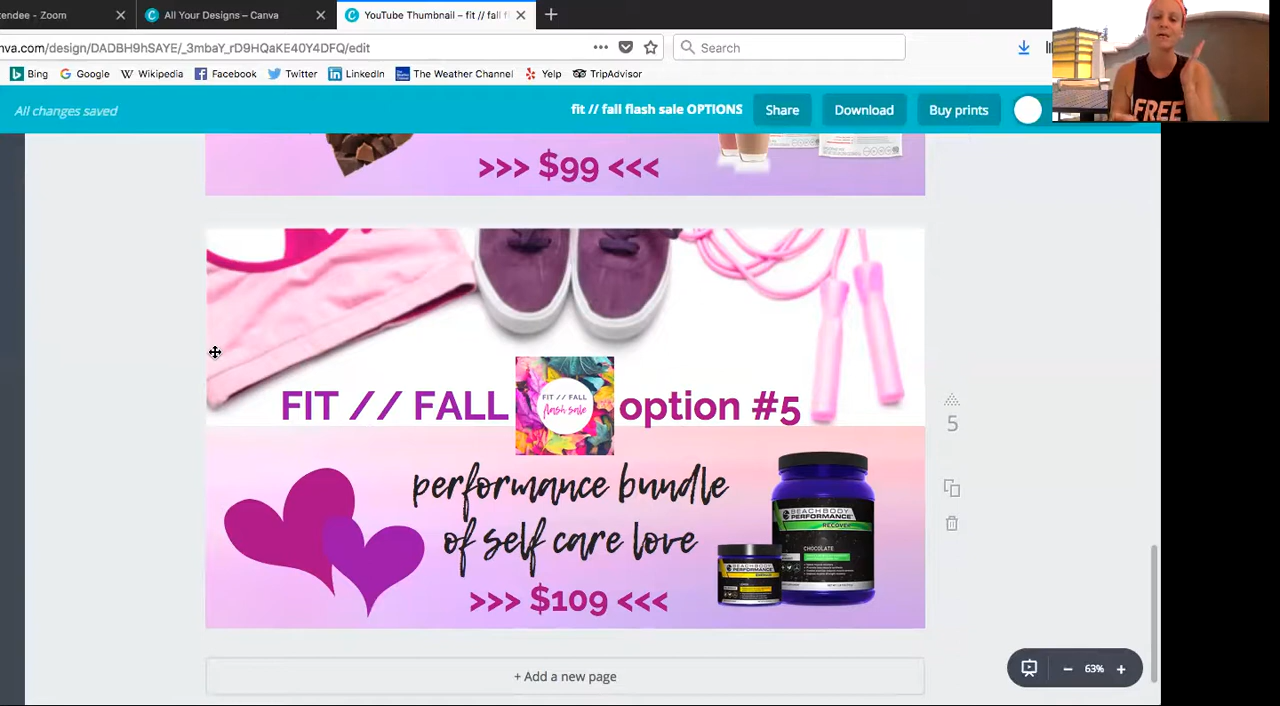 endee - Zoom
All Your Designs – Canva
YouTube Thumbnail – fit // fall f
nva.com/design/DADBH9hSAYE/_3mbaY_rD9HQaKE40Y4DFQ/edit
Search
Bing
Google
Wikipedia
Facebook
Twitter
LinkedIn
The Weather Channel
Yelp
TripAdvisor
All changes saved
fit // fall flash sale OPTIONS
Share
Download
Buy prints
FREE
>>> $99 <<<
FIT // FALL
FIT // FALL
flash sale
option #5
5
performance bundle
of self care love
>>> $109 <<<
BEACHBODY
PERFORMANCE
RECOVER
CHOCOLATE
BEACHBODY
PERFORMANCE
+ Add a new page
63%